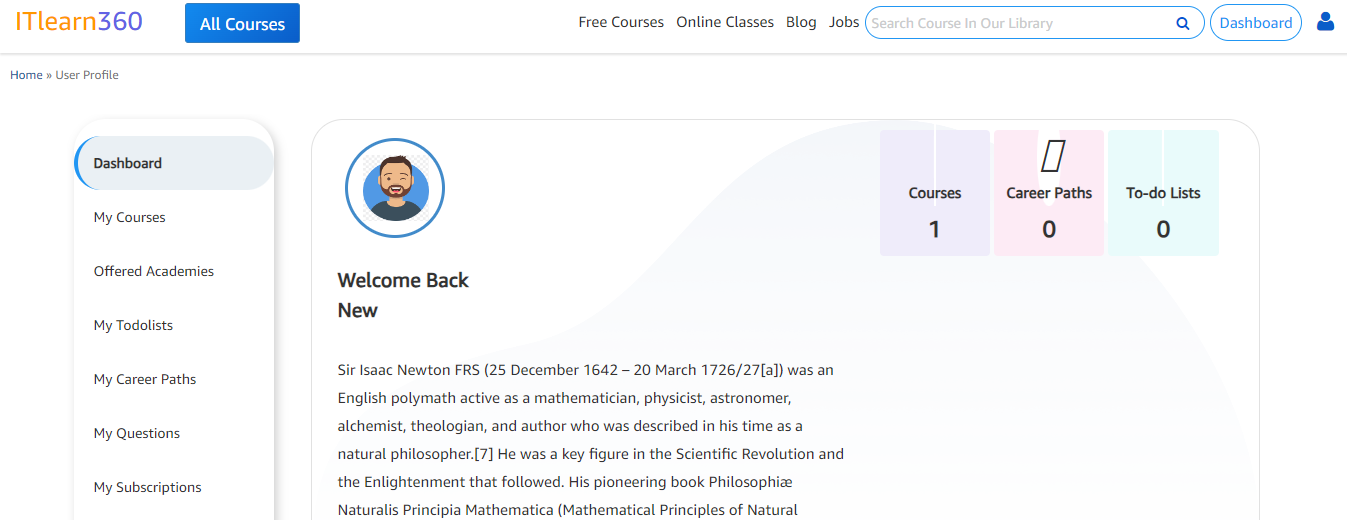 ITlearn360
All Courses
Free Courses Online Classes Blog Jobs
Search Course In Our Library
Dashboard
Home » User Profile
Dashboard
My Courses
Offered Academies
My Todolists
My Career Paths
My Questions
My Subscriptions
Courses
1
Career Paths
0
To-do Lists
0
Welcome Back
New
Sir Isaac Newton FRS (25 December 1642 – 20 March 1726/27[a]) was an
English polymath active as a mathematician, physicist, astronomer,
alchemist, theologian, and author who was described in his time as a
natural philosopher.[7] He was a key figure in the Scientific Revolution and
the Enlightenment that followed. His pioneering book Philosophiæ
Naturalis Principia Mathematica (Mathematical Principles of Natural